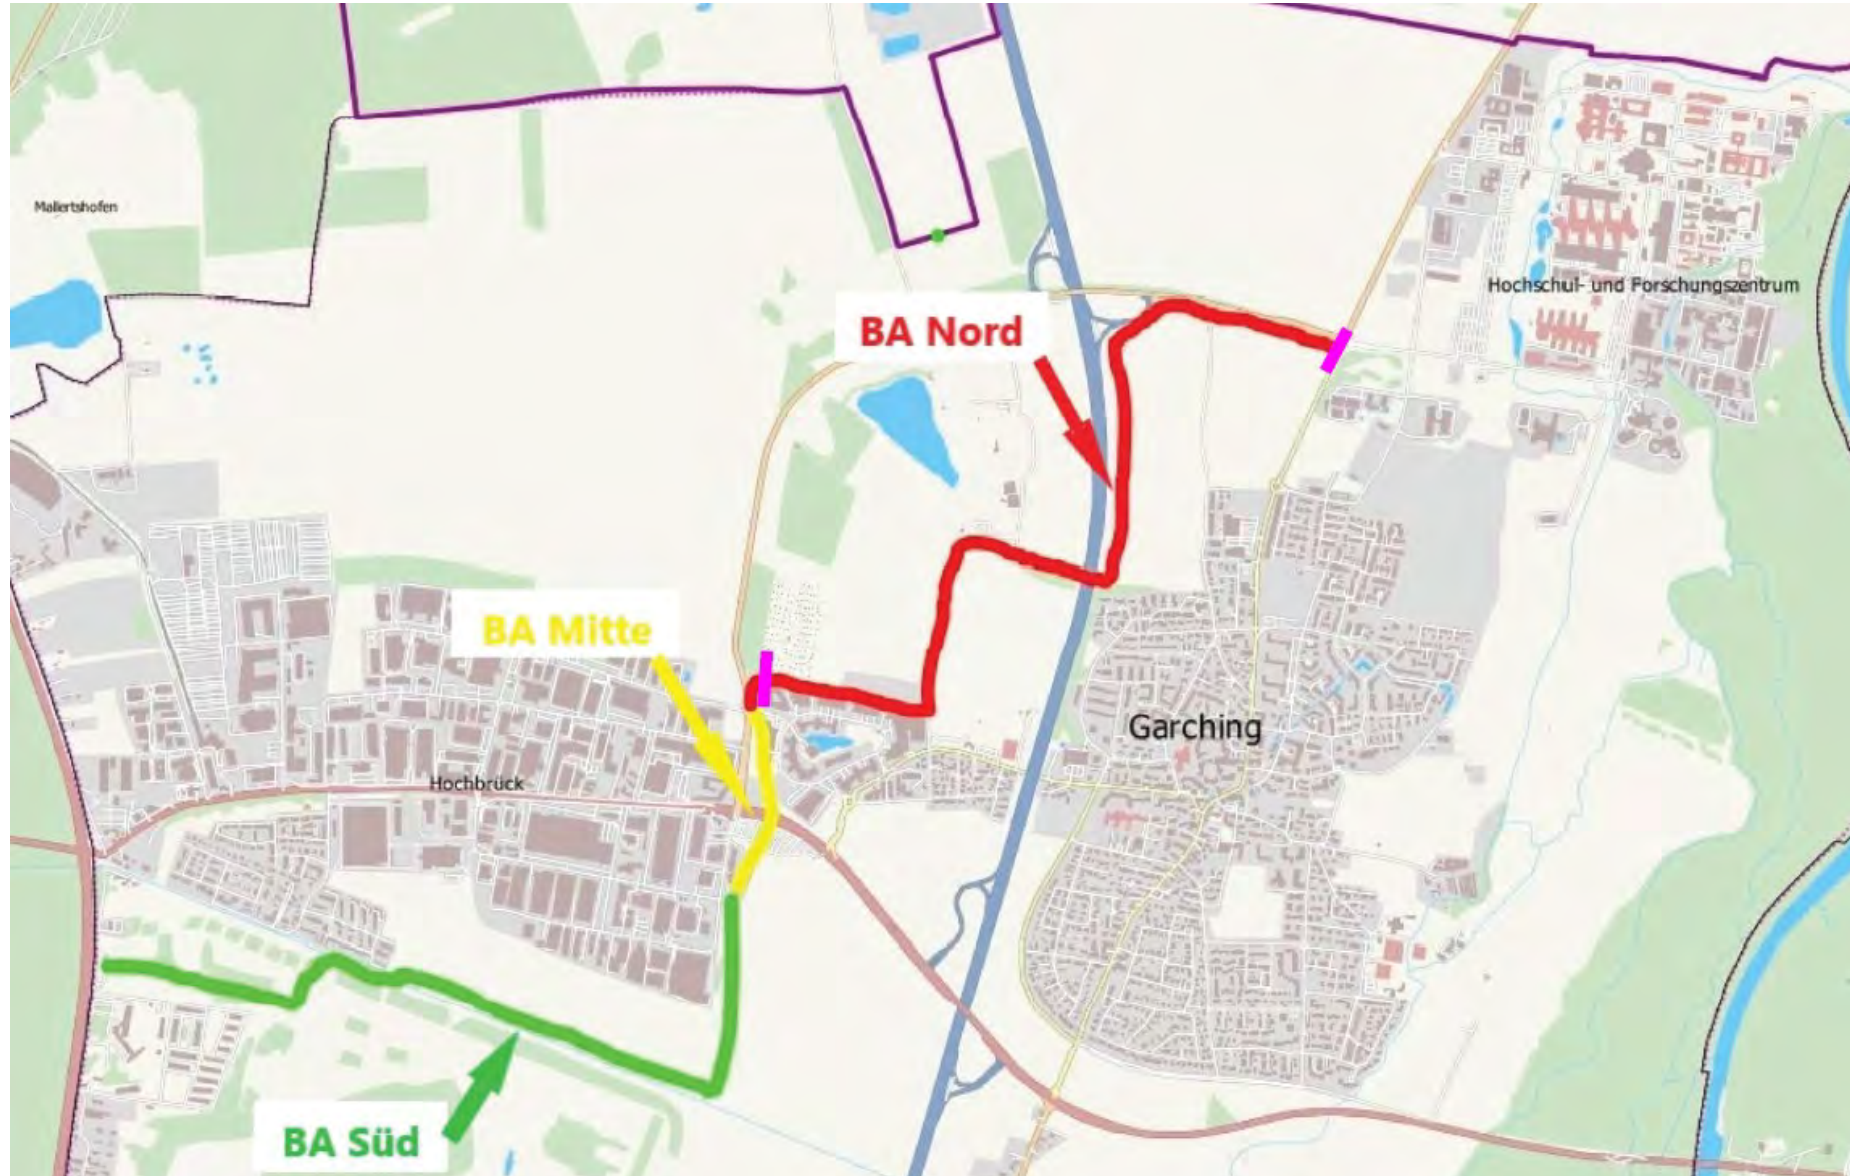 Mallertshofen
Hochschul- und Forschungszentrum
BA Nord
BA Mitte
Garching
Hochbrück
BA Süd